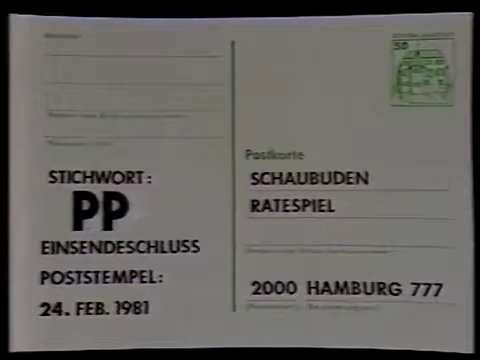 50
STICHWORT:
PP
EINSENDESCHLUSS
POSTSTEMPEL:
24. FEB. 1981
Postkarte
SCHAUBUDEN
RATESPIEL
2000 HAMBURG 777